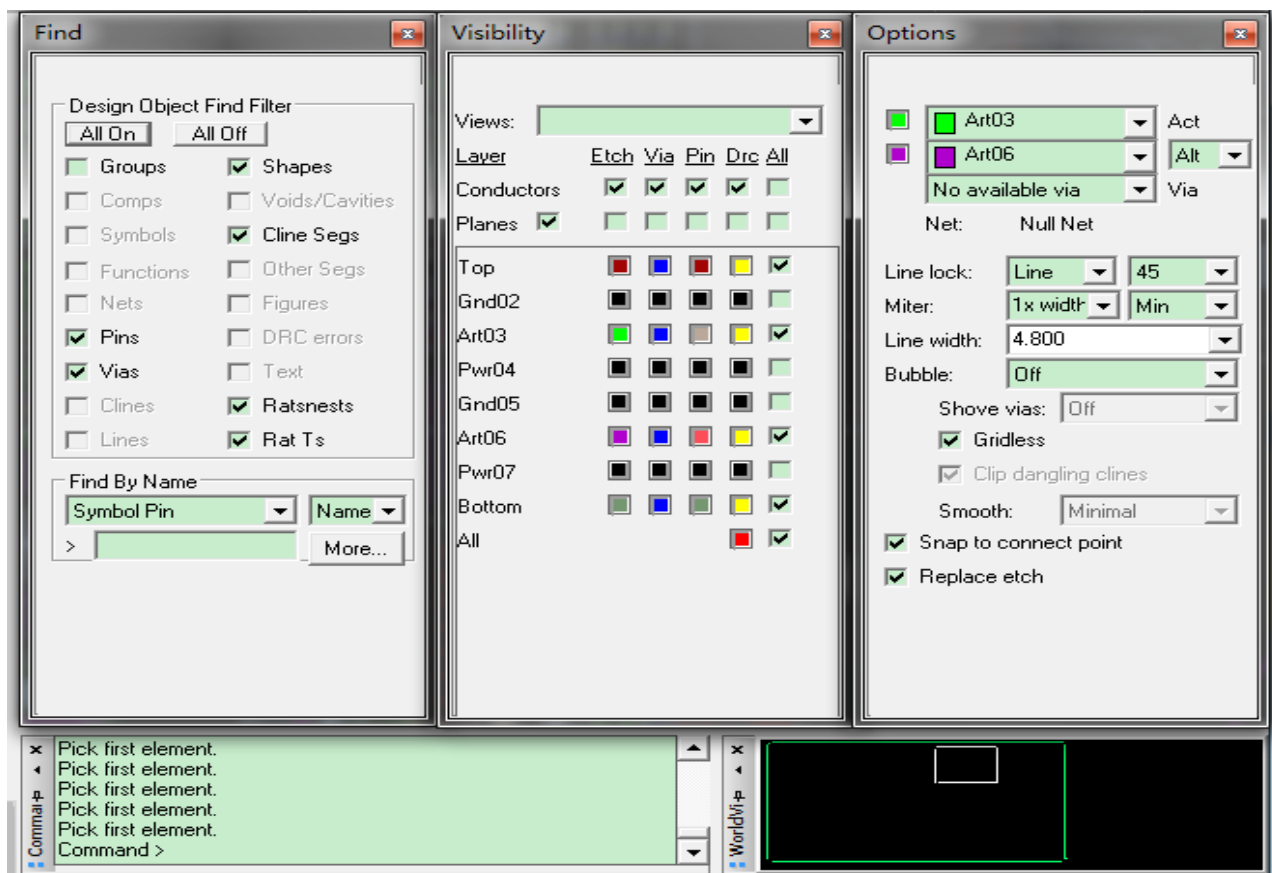 Find
Design Object Find Filter
All On All Off
Groups Shapes
Comps Voids/Cavities
Symbols Cline Segs
Functions Other Segs
Nets Figures
Pins DRC errors
Vias Text
Clines Ratsnests
Lines Rat Ts
Find By Name
Symbol Pin Name
> More...
Visibility
Views:
Layer Etch Via Pin Drc All
Conductors
Planes
Top
Gnd02
Art03
Pwr04
Gnd05
Art06
Pwr07
Bottom
All
Options
Art03 Act
Art06 Alt
No available via Via
Net: Null Net
Line lock: Line 45
Miter: 1x width Min
Line width: 4.800
Bubble: Off
Shove vias: Off
Gridless
Clip dangling clines
Smooth: Minimal
Snap to connect point
Replace etch
Pick first element.
Pick first element.
Pick first element.
Pick first element.
Pick first element.
Command >
Commar
WorldVi